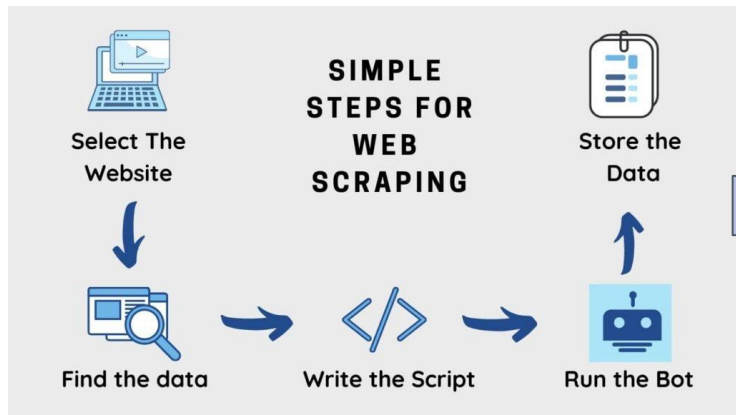 SIMPLE
STEPS FOR
WEB
SCRAPING
Select The
Website
Find the data
Write the Script
Run the Bot
Store the
Data